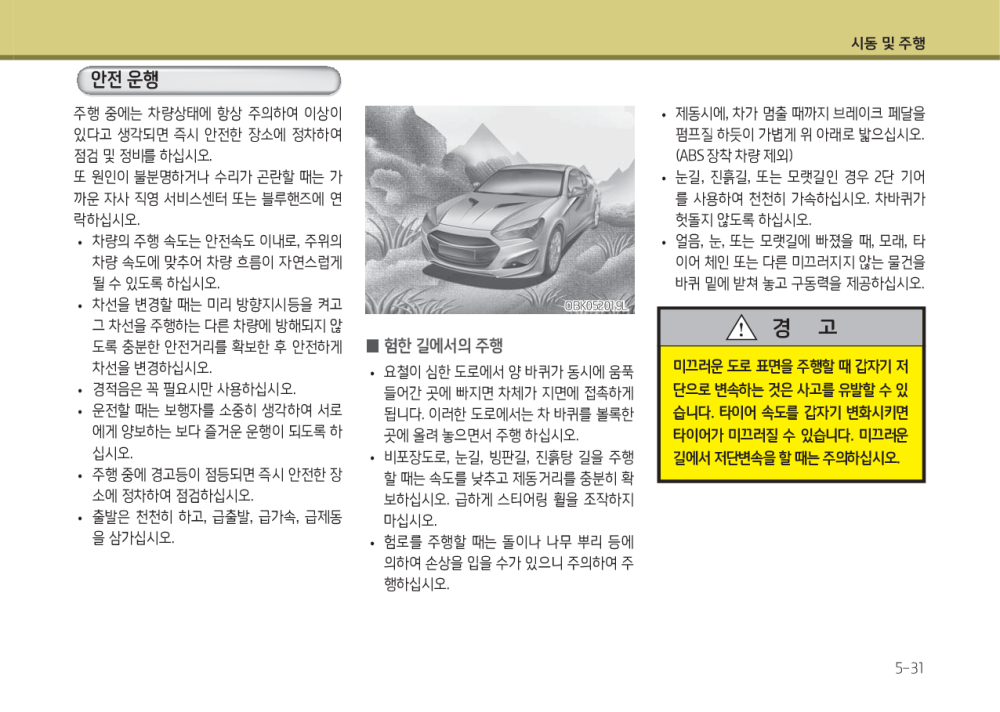 시동 및 주행
안전 운행
주행 중에는 차량상태에 항상 주의하여 이상이
있다고 생각되면 즉시 안전한 장소에 정차하여
점검 및 정비를 하십시오.
또 원인이 불분명하거나 수리가 곤란할 때는 가
까운 자사 직영 서비스센터 또는 블루핸즈에 연
락하십시오.
• 차량의 주행 속도는 안전속도 이내로, 주위의
차량 속도에 맞추어 차량 흐름이 자연스럽게
될 수 있도록 하십시오.
• 차선을 변경할 때는 미리 방향지시등을 켜고
그 차선을 주행하는 다른 차량에 방해되지 않
도록 충분한 안전거리를 확보한 후 안전하게
차선을 변경하십시오.
• 경적음은 꼭 필요시만 사용하십시오.
• 운전할 때는 보행자를 소중히 생각하여 서로
에게 양보하는 보다 즐거운 운행이 되도록 하
십시오.
• 주행 중에 경고등이 점등되면 즉시 안전한 장
소에 정차하여 점검하십시오.
• 출발은 천천히 하고, 급출발, 급가속, 급제동
을 삼가십시오.
OBK052019L
■ 험한 길에서의 주행
• 요철이 심한 도로에서 양 바퀴가 동시에 움푹
들어간 곳에 빠지면 차체가 지면에 접촉하게
됩니다. 이러한 도로에서는 차 바퀴를 볼록한
곳에 올려 놓으면서 주행 하십시오.
• 비포장도로, 눈길, 빙판길, 진흙탕 길을 주행
할 때는 속도를 낮추고 제동거리를 충분히 확
보하십시오. 급하게 스티어링 휠을 조작하지
마십시오.
• 험로를 주행할 때는 돌이나 나무 뿌리 등에
의하여 손상을 입을 수가 있으니 주의하여 주
행하십시오.
• 제동시에, 차가 멈출 때까지 브레이크 페달을
펌프질 하듯이 가볍게 위 아래로 밟으십시오.
(ABS 장착 차량 제외)
• 눈길, 진흙길, 또는 모랫길인 경우 2단 기어
를 사용하여 천천히 가속하십시오. 차바퀴가
헛돌지 않도록 하십시오.
• 얼음, 눈, 또는 모랫길에 빠졌을 때, 모래, 타
이어 체인 또는 다른 미끄러지지 않는 물건을
바퀴 밑에 받쳐 놓고 구동력을 제공하십시오.
경 고
미끄러운 도로 표면을 주행할 때 갑자기 저
단으로 변속하는 것은 사고를 유발할 수 있
습니다. 타이어 속도를 갑자기 변화시키면
타이어가 미끄러질 수 있습니다. 미끄러운
길에서 저단변속을 할 때는 주의하십시오.
5-31